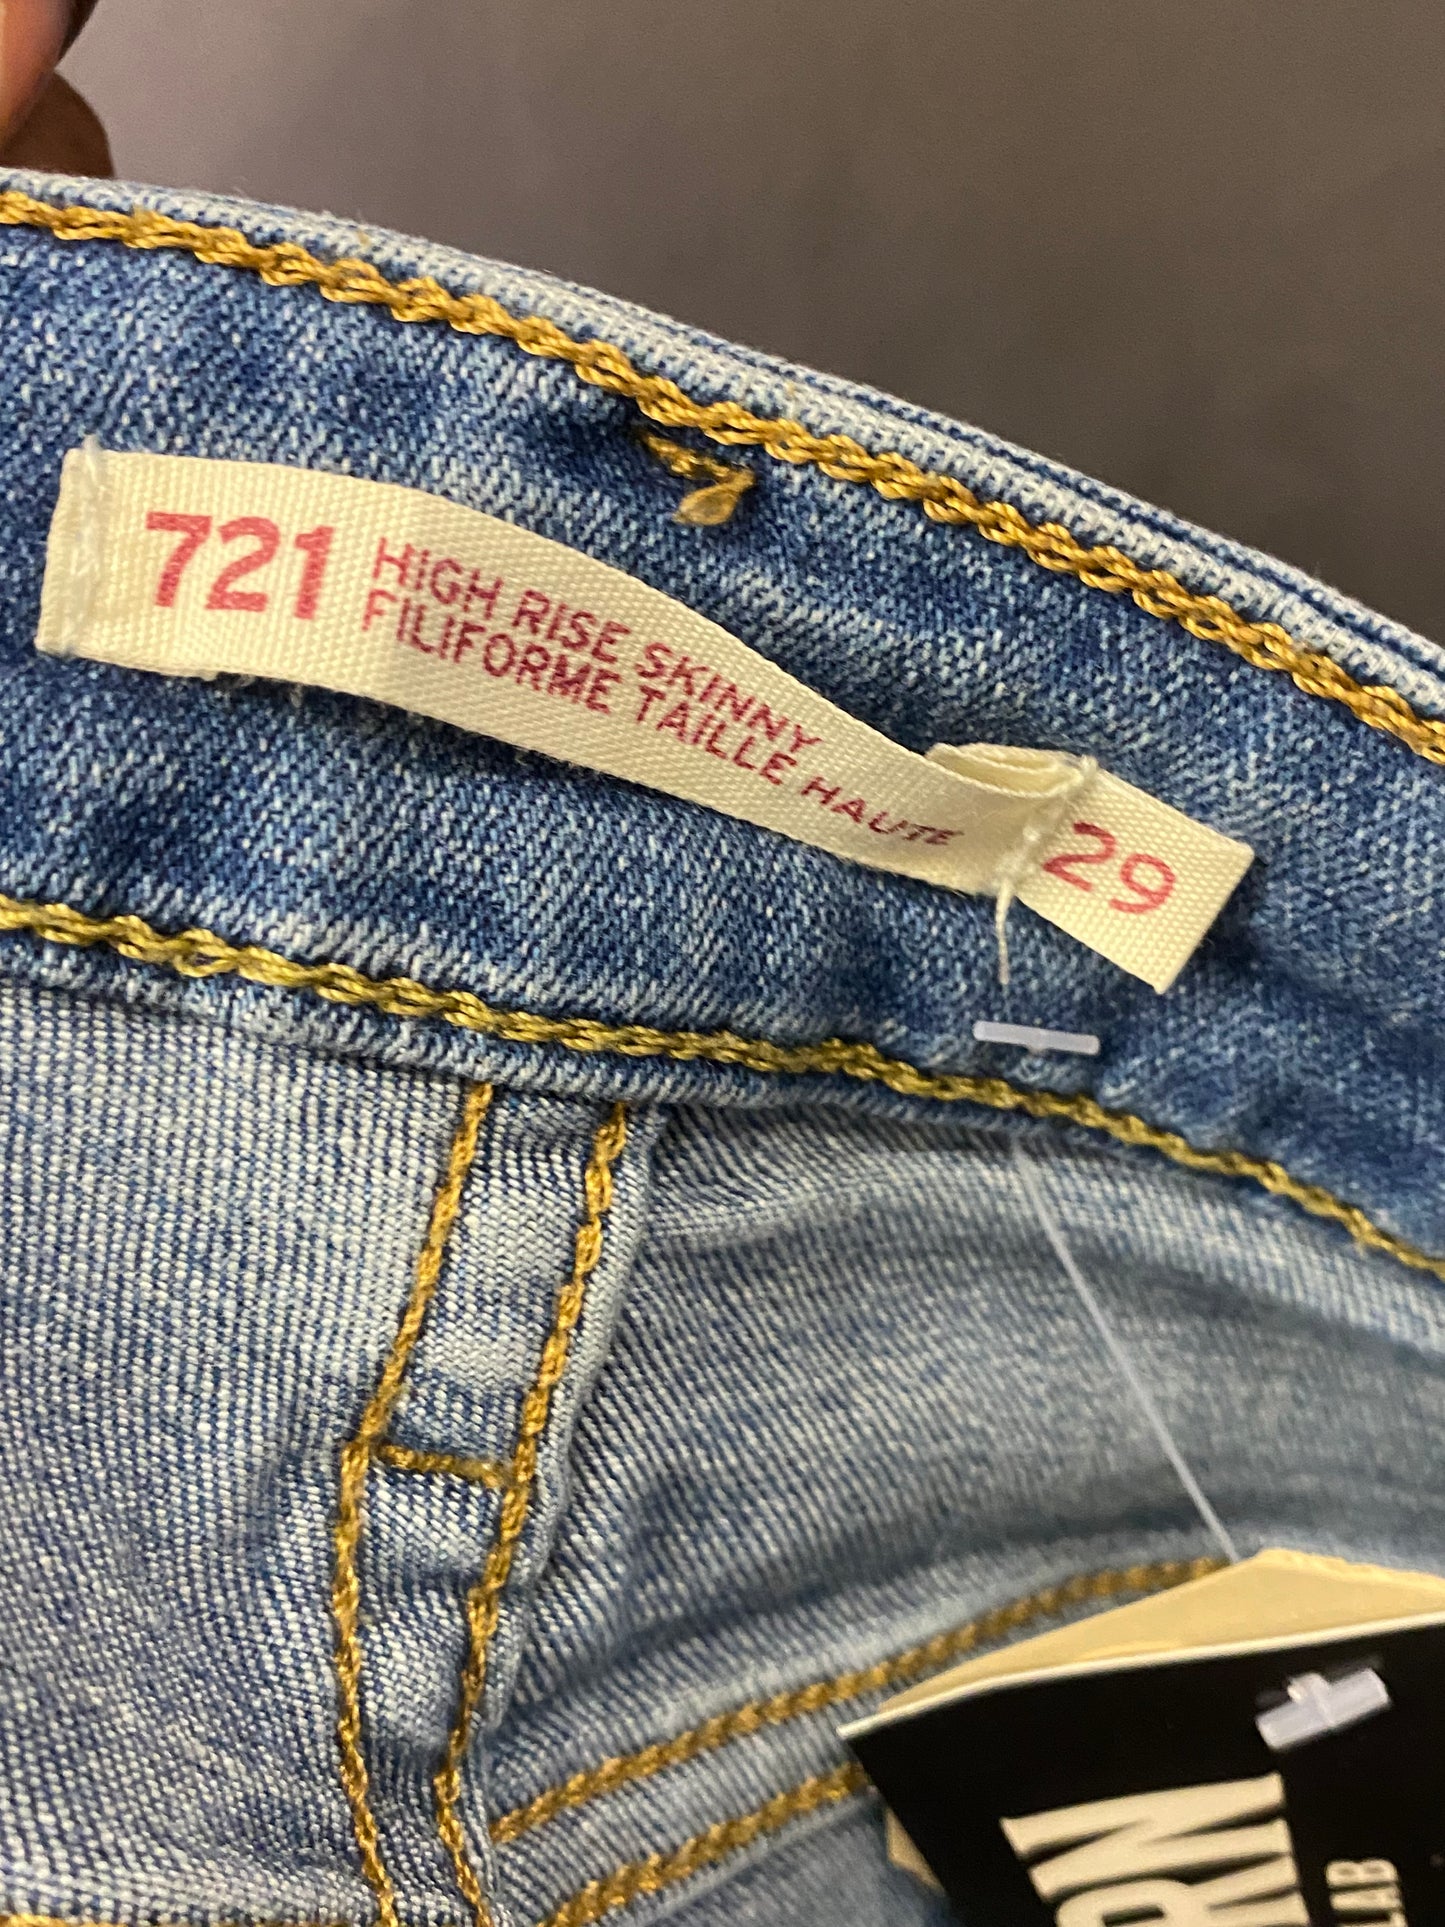 721
HIGH RISE SKINNY
FILIFORME TAILLE HAUTE
29